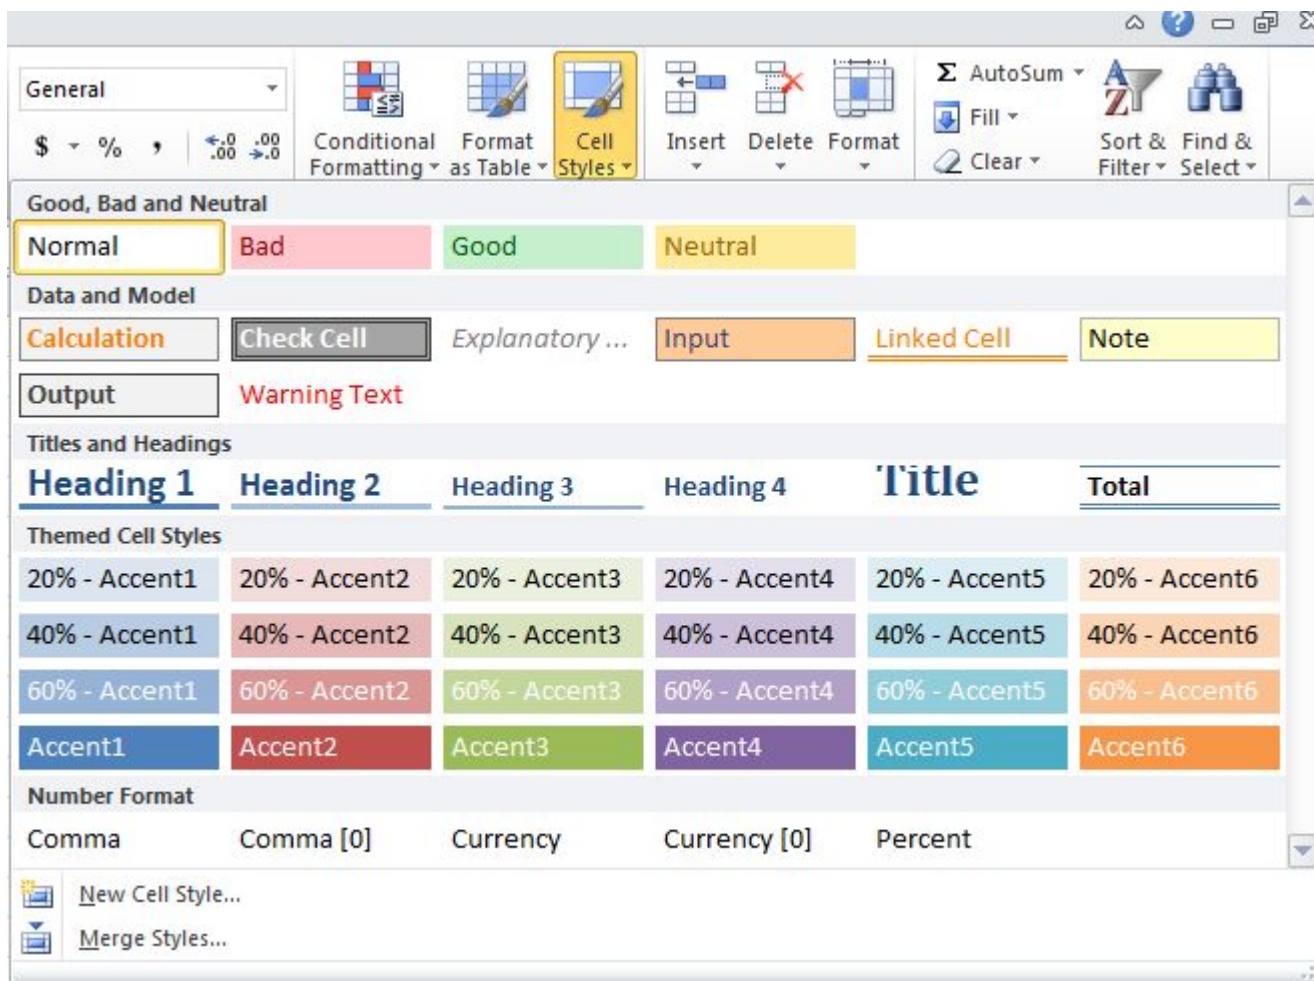 General
$ % , .0 .00 .00 .0
Conditional Formatting
Format as Table
Cell Styles
Insert
Delete
Format
Σ AutoSum
Fill
Clear
A Z Sort & Filter
Find & Select
Good, Bad and Neutral
Normal Bad Good Neutral
Data and Model
Calculation Check Cell Explanatory ... Input Linked Cell Note
Output Warning Text
Titles and Headings
Heading 1 Heading 2 Heading 3 Heading 4 Title Total
Themed Cell Styles
20% - Accent1 20% - Accent2 20% - Accent3 20% - Accent4 20% - Accent5 20% - Accent6
40% - Accent1 40% - Accent2 40% - Accent3 40% - Accent4 40% - Accent5 40% - Accent6
60% - Accent1 60% - Accent2 60% - Accent3 60% - Accent4 60% - Accent5 60% - Accent6
Accent1 Accent2 Accent3 Accent4 Accent5 Accent6
Number Format
Comma Comma [0] Currency Currency [0] Percent
New Cell Style...
Merge Styles...